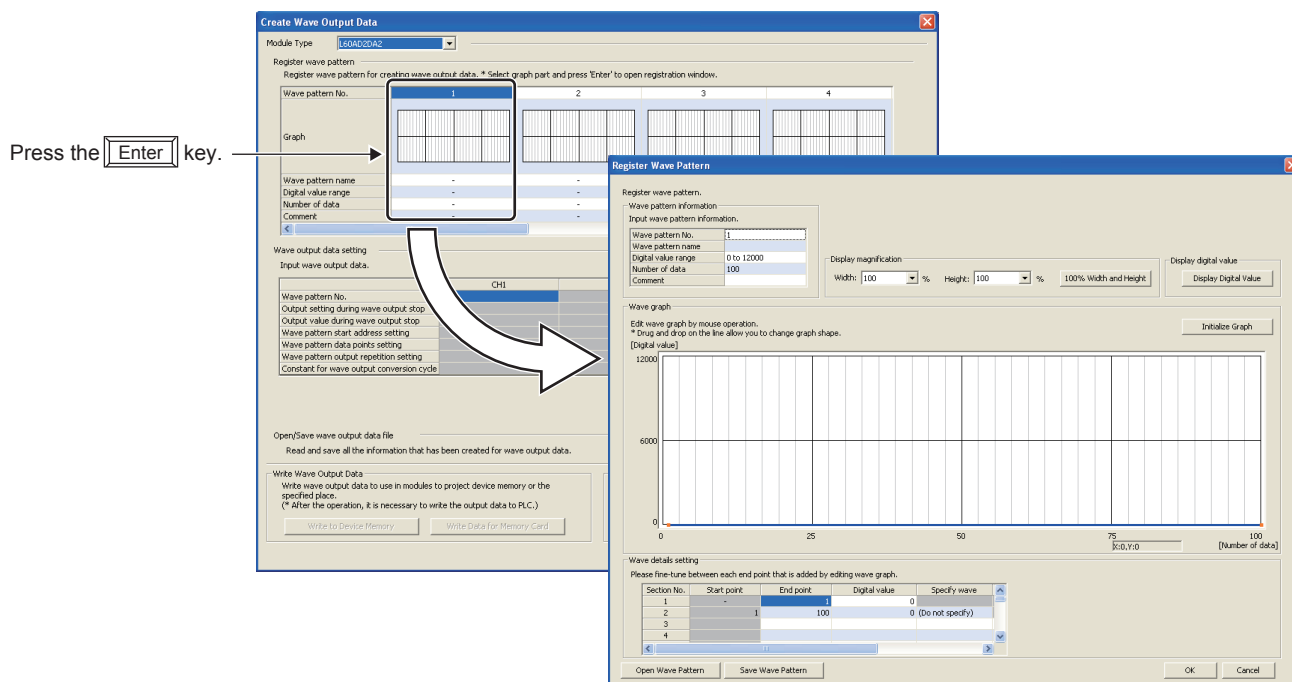 Create Wave Output Data
Module Type L60AD2DA2
Register wave pattern
Register wave pattern for creating wave output data. * Select graph part and press 'Enter' to open registration window.
Wave pattern No. 1 2 3 4
Press the Enter key.
Graph
Wave pattern name - -
Digital value range - -
Number of data - -
Comment - -
Wave output data setting
Input wave output data.
CH1
Wave pattern No.
Output setting during wave output stop
Output value during wave output stop
Wave pattern start address setting
Wave pattern data points setting
Wave pattern output repetition setting
Constant for wave output conversion cycle
Open/Save wave output data file
Read and save all the information that has been created for wave output data.
Write Wave Output Data
Write wave output data to use in modules to project device memory or the
specified place.
(* After the operation, it is necessary to write the output data to PLC.)
Write to Device Memory Write Data for Memory Card
Register Wave Pattern
Register wave pattern.
Wave pattern information
Input wave pattern information.
Wave pattern No. 1
Wave pattern name
Digital value range 0 to 12000
Number of data 100
Comment
Display magnification
Width: 100 % Height: 100 % 100% Width and Height
Display digital value
Display Digital Value
Wave graph
Edit wave graph by mouse operation.
* Drug and drop on the line allow you to change graph shape.
Initialize Graph
[Digital value]
12000
6000
0
0 25 50 75 100
X:0,Y:0
[Number of data]
Wave details setting
Please fine-tune between each end point that is added by editing wave graph.
Section No. Start point End point Digital value Specify wave
1 - 1 0
2 1 100 0 (Do not specify)
3
4
Open Wave Pattern Save Wave Pattern OK Cancel